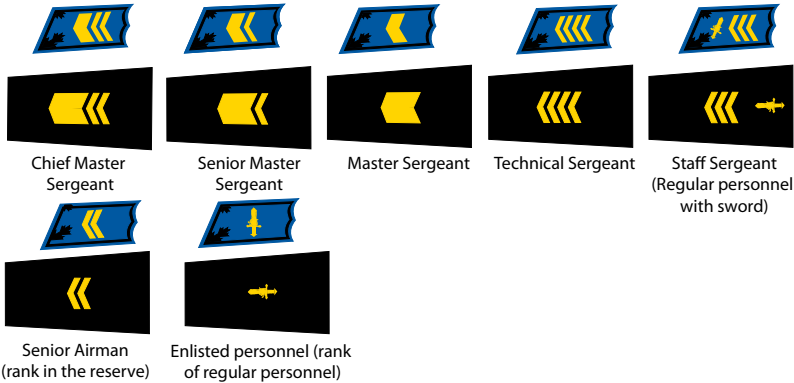 Chief Master
Sergeant
Senior Master
Sergeant
Master Sergeant
Technical Sergeant
Staff Sergeant
(Regular personnel
with sword)
Senior Airman
(rank in the reserve)
Enlisted personnel (rank
of regular personnel)